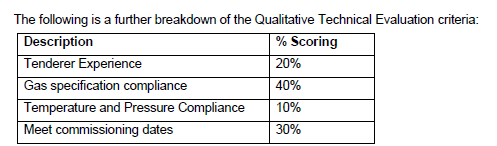 The following is a further breakdown of the Qualitative Technical Evaluation criteria:
Description % Scoring
Tenderer Experience 20%
Gas specification compliance 40%
Temperature and Pressure Compliance 10%
Meet commissioning dates 30%